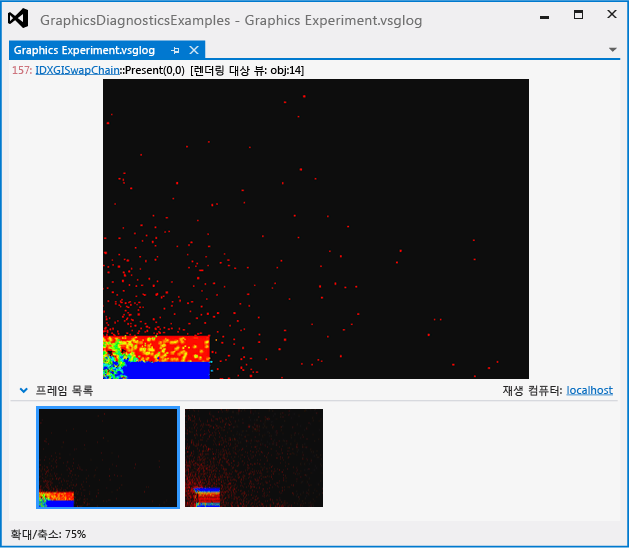 GraphicsDiagnosticsExamples - Graphics Experiment.vsglog
Graphics Experiment.vsglog
157: IDXGISwapChain::Present(0,0) [렌더링 대상 뷰: obj:14]
프레임 목록 재생 컴퓨터: localhost
확대/축소: 75%